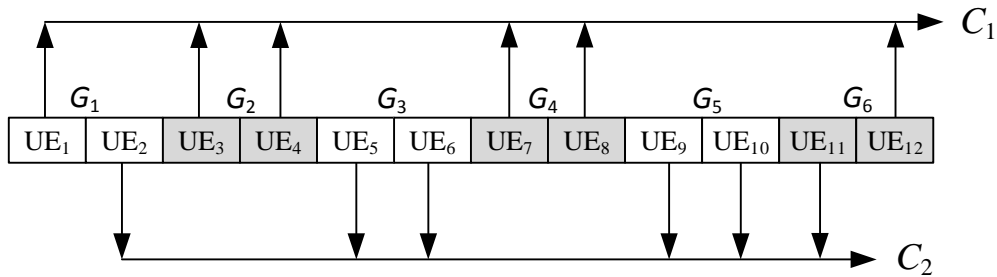 C₁
G₁ G₂ G₃ G₄ G₅ G₆
UE₁ UE₂ UE₃ UE₄ UE₅ UE₆ UE₇ UE₈ UE₉ UE₁₀ UE₁₁ UE₁₂
C₂